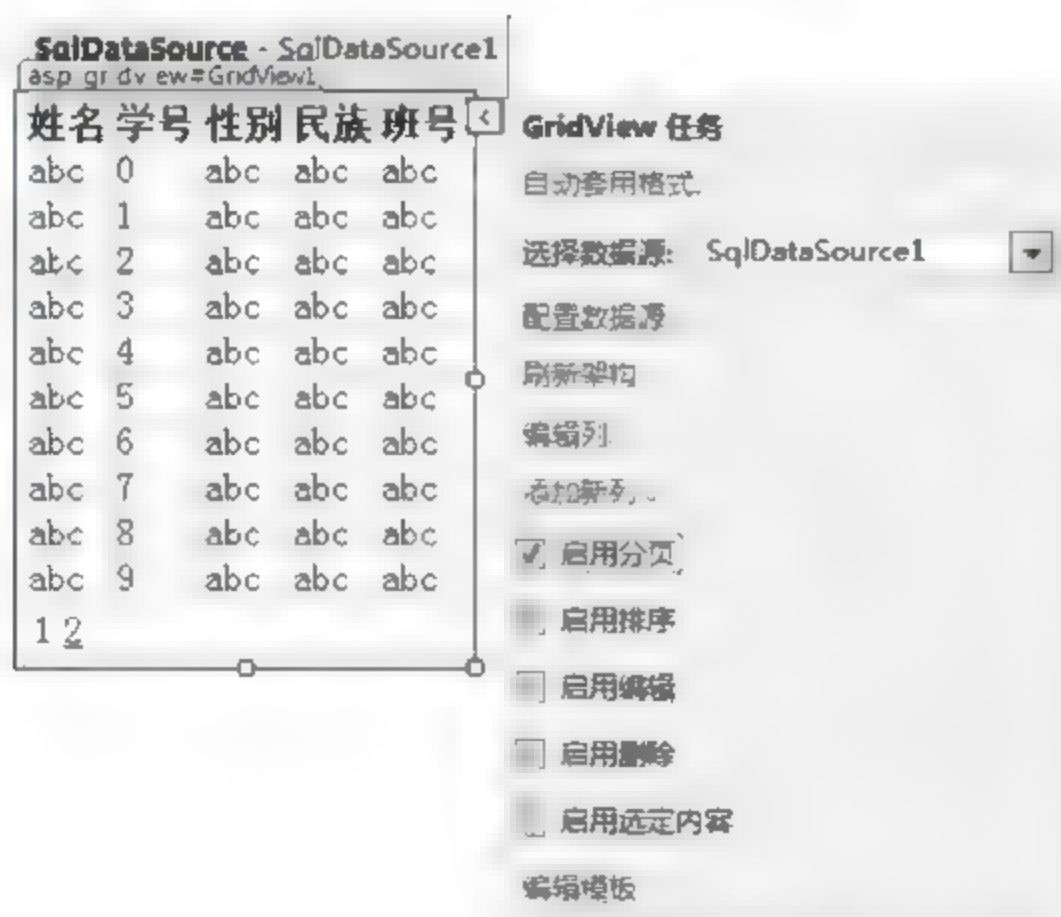 SqlDataSource - SqlDataSource1
asp:gridview#GridView1
姓名 学号 性别 民族 班号
abc 0 abc abc abc
abc 1 abc abc abc
abc 2 abc abc abc
abc 3 abc abc abc
abc 4 abc abc abc
abc 5 abc abc abc
abc 6 abc abc abc
abc 7 abc abc abc
abc 8 abc abc abc
abc 9 abc abc abc
1 2
GridView 任务
自动套用格式...
选择数据源: SqlDataSource1
配置数据源...
刷新架构
编辑列...
添加新列...
启用分页
启用排序
启用编辑
启用删除
启用选定内容
编辑模板